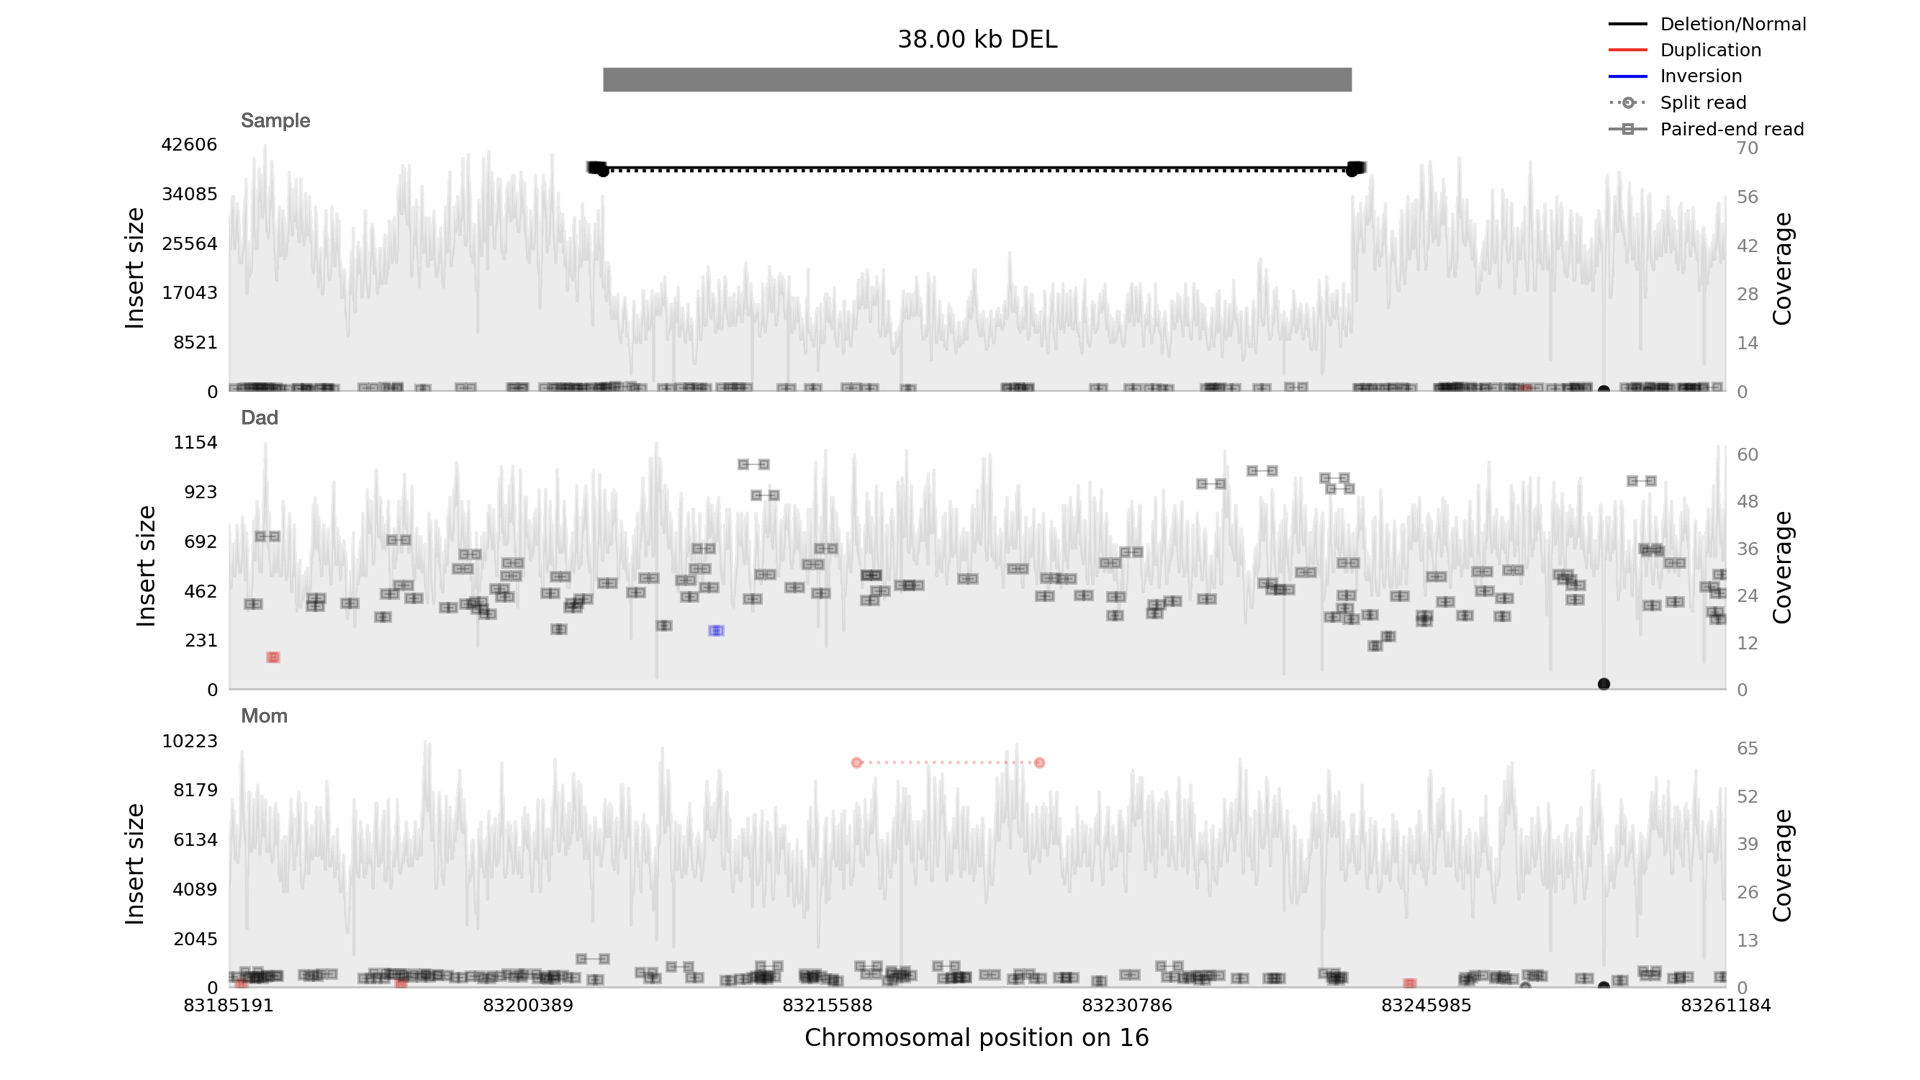 38.00 kb DEL
Deletion/Normal
Duplication
Inversion
Split read
Paired-end read
Sample
Insert size
42606
34085
25564
17043
8521
0
70
56
42
28
14
0
Coverage
Dad
Insert size
1154
923
692
462
231
0
60
48
36
24
12
0
Coverage
Mom
Insert size
10223
8179
6134
4089
2045
0
65
52
39
26
13
0
Coverage
83185191 83200389 83215588 83230786 83245985 83261184
Chromosomal position on 16